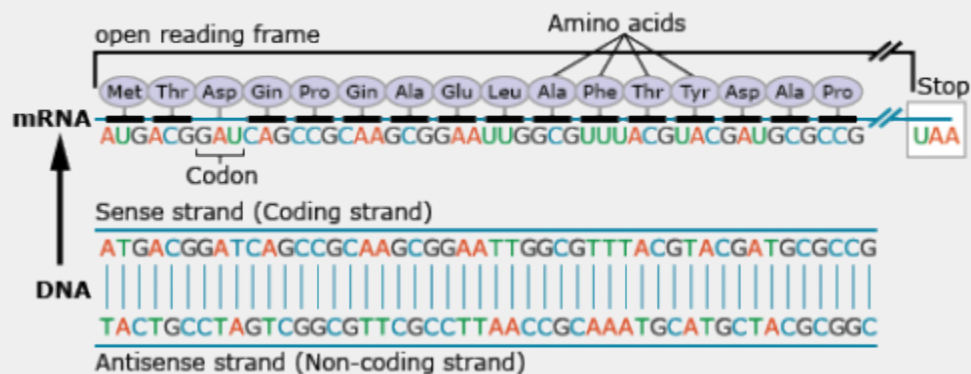 Amino acids
open reading frame
Met Thr Asp Gin Pro Gin Ala Glu Leu Ala Phe Thr Tyr Asp Ala Pro
Stop
mRNA
AUGACGGAUCAGCCGCAAGCGGAAUUGGCGUUUACGUACGAUGCGCCG UAA
Codon
Sense strand (Coding strand)
ATGACGGATCAGCCGCAAGCGGAATTGGCGTTTACGTACGATGCGCCG
DNA
TACTGCCTAGTCGGCGTTCGCCTTAACCGCAAATGCATGCTACGCGGC
Antisense strand (Non-coding strand)